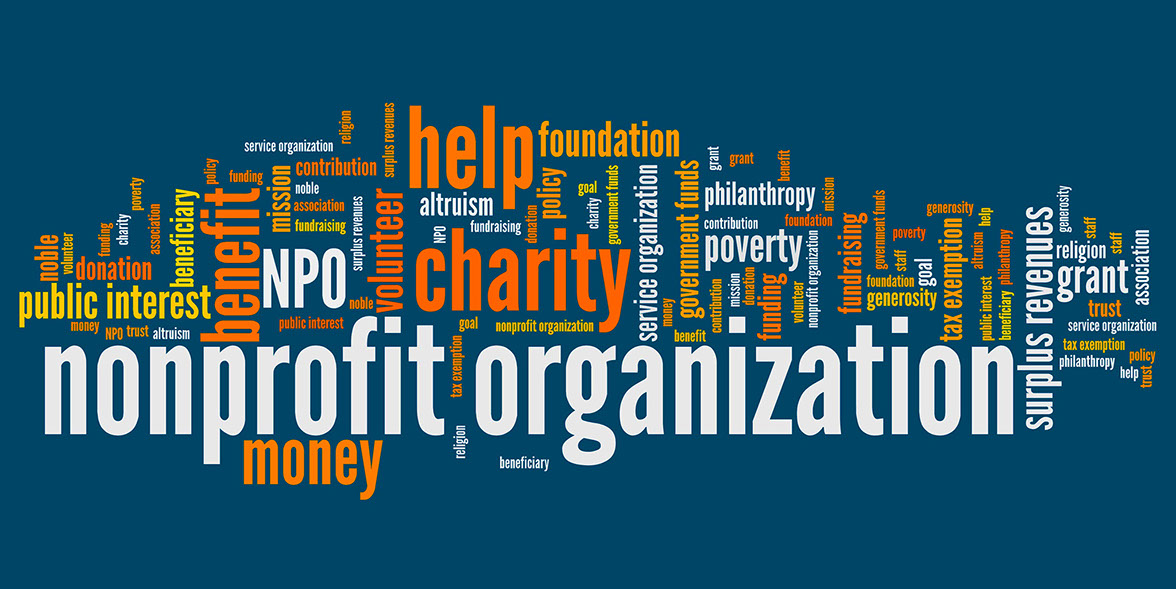 surplus revenues
religion
help
foundation
service organization
grant
grant
benefit
policy
funding
contribution
mission
noble
association
fundraising
surplus revenues
volunteer
altruism
NPO
fundraising
donation
policy
goal
charity
government funds
service organization
government funds
philanthropy
mission
contribution
foundation
poverty
nonprofit organization
poverty
charity
funding
association
beneficiary
benefit
noble
volunteer
donation
public interest
money
NPO
trust
altruism
NPO
noble
public interest
charity
goal
nonprofit organization
money
benefit
contribution
mission
donation
funding
volunteer
fundraising
government funds
poverty
staff
foundation
goal
generosity
generosity
tax exemption
altruism
help
philanthropy
public interest
beneficiary
surplus revenues
generosity
staff
religion
staff
grant
association
trust
service organization
tax exemption
philanthropy
policy
help
trust
nonprofit organization
tax exemption
money
religion
beneficiary